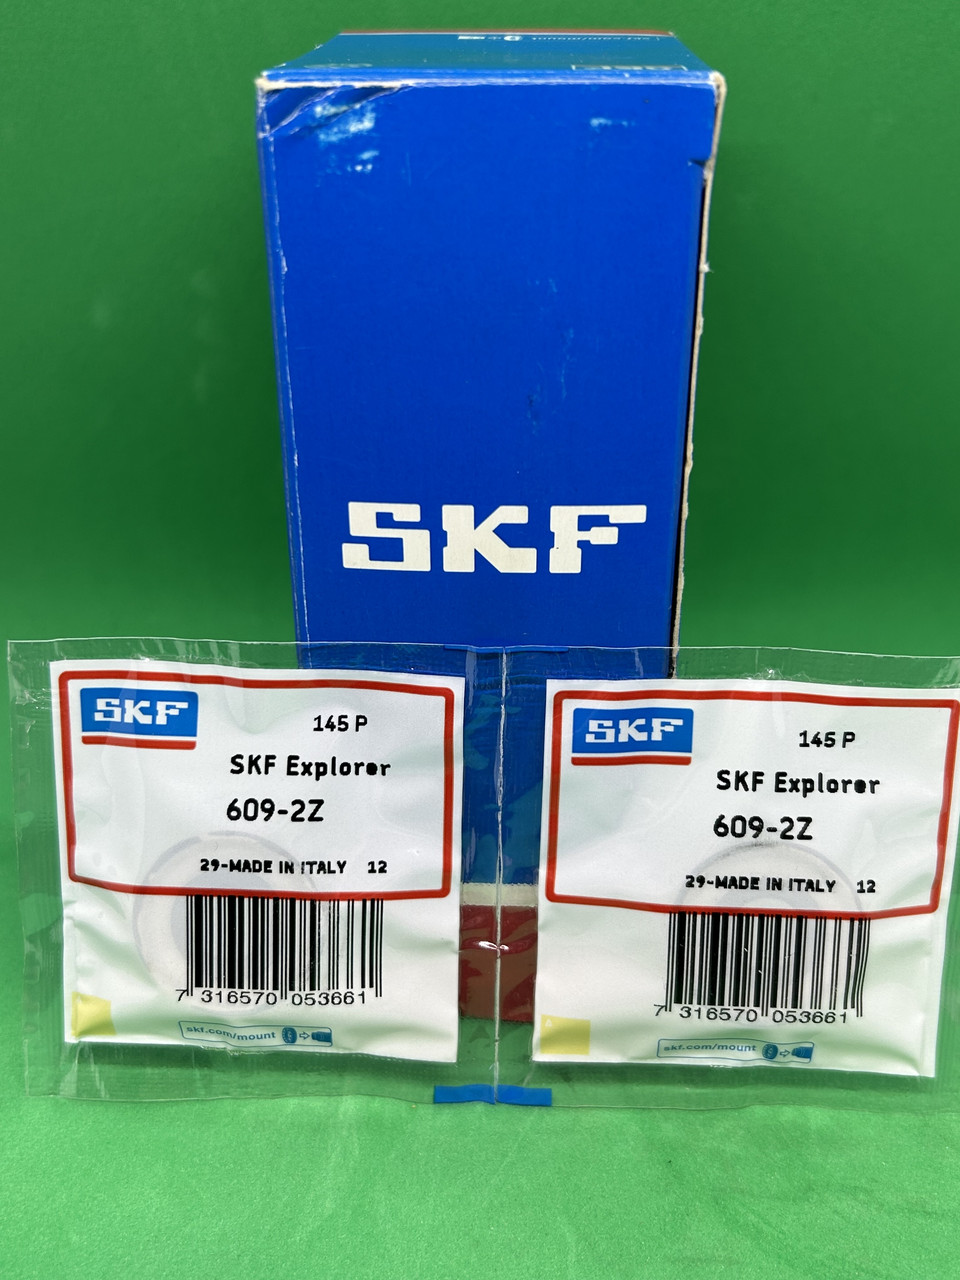 SKF
SKF
145 P
SKF Explorer
609-2Z
29-MADE IN ITALY 12
7 316570 053661
skf.com/mount
SKF
145 P
SKF Explorer
609-2Z
29-MADE IN ITALY 12
7 316570 053661
skf.com/mount